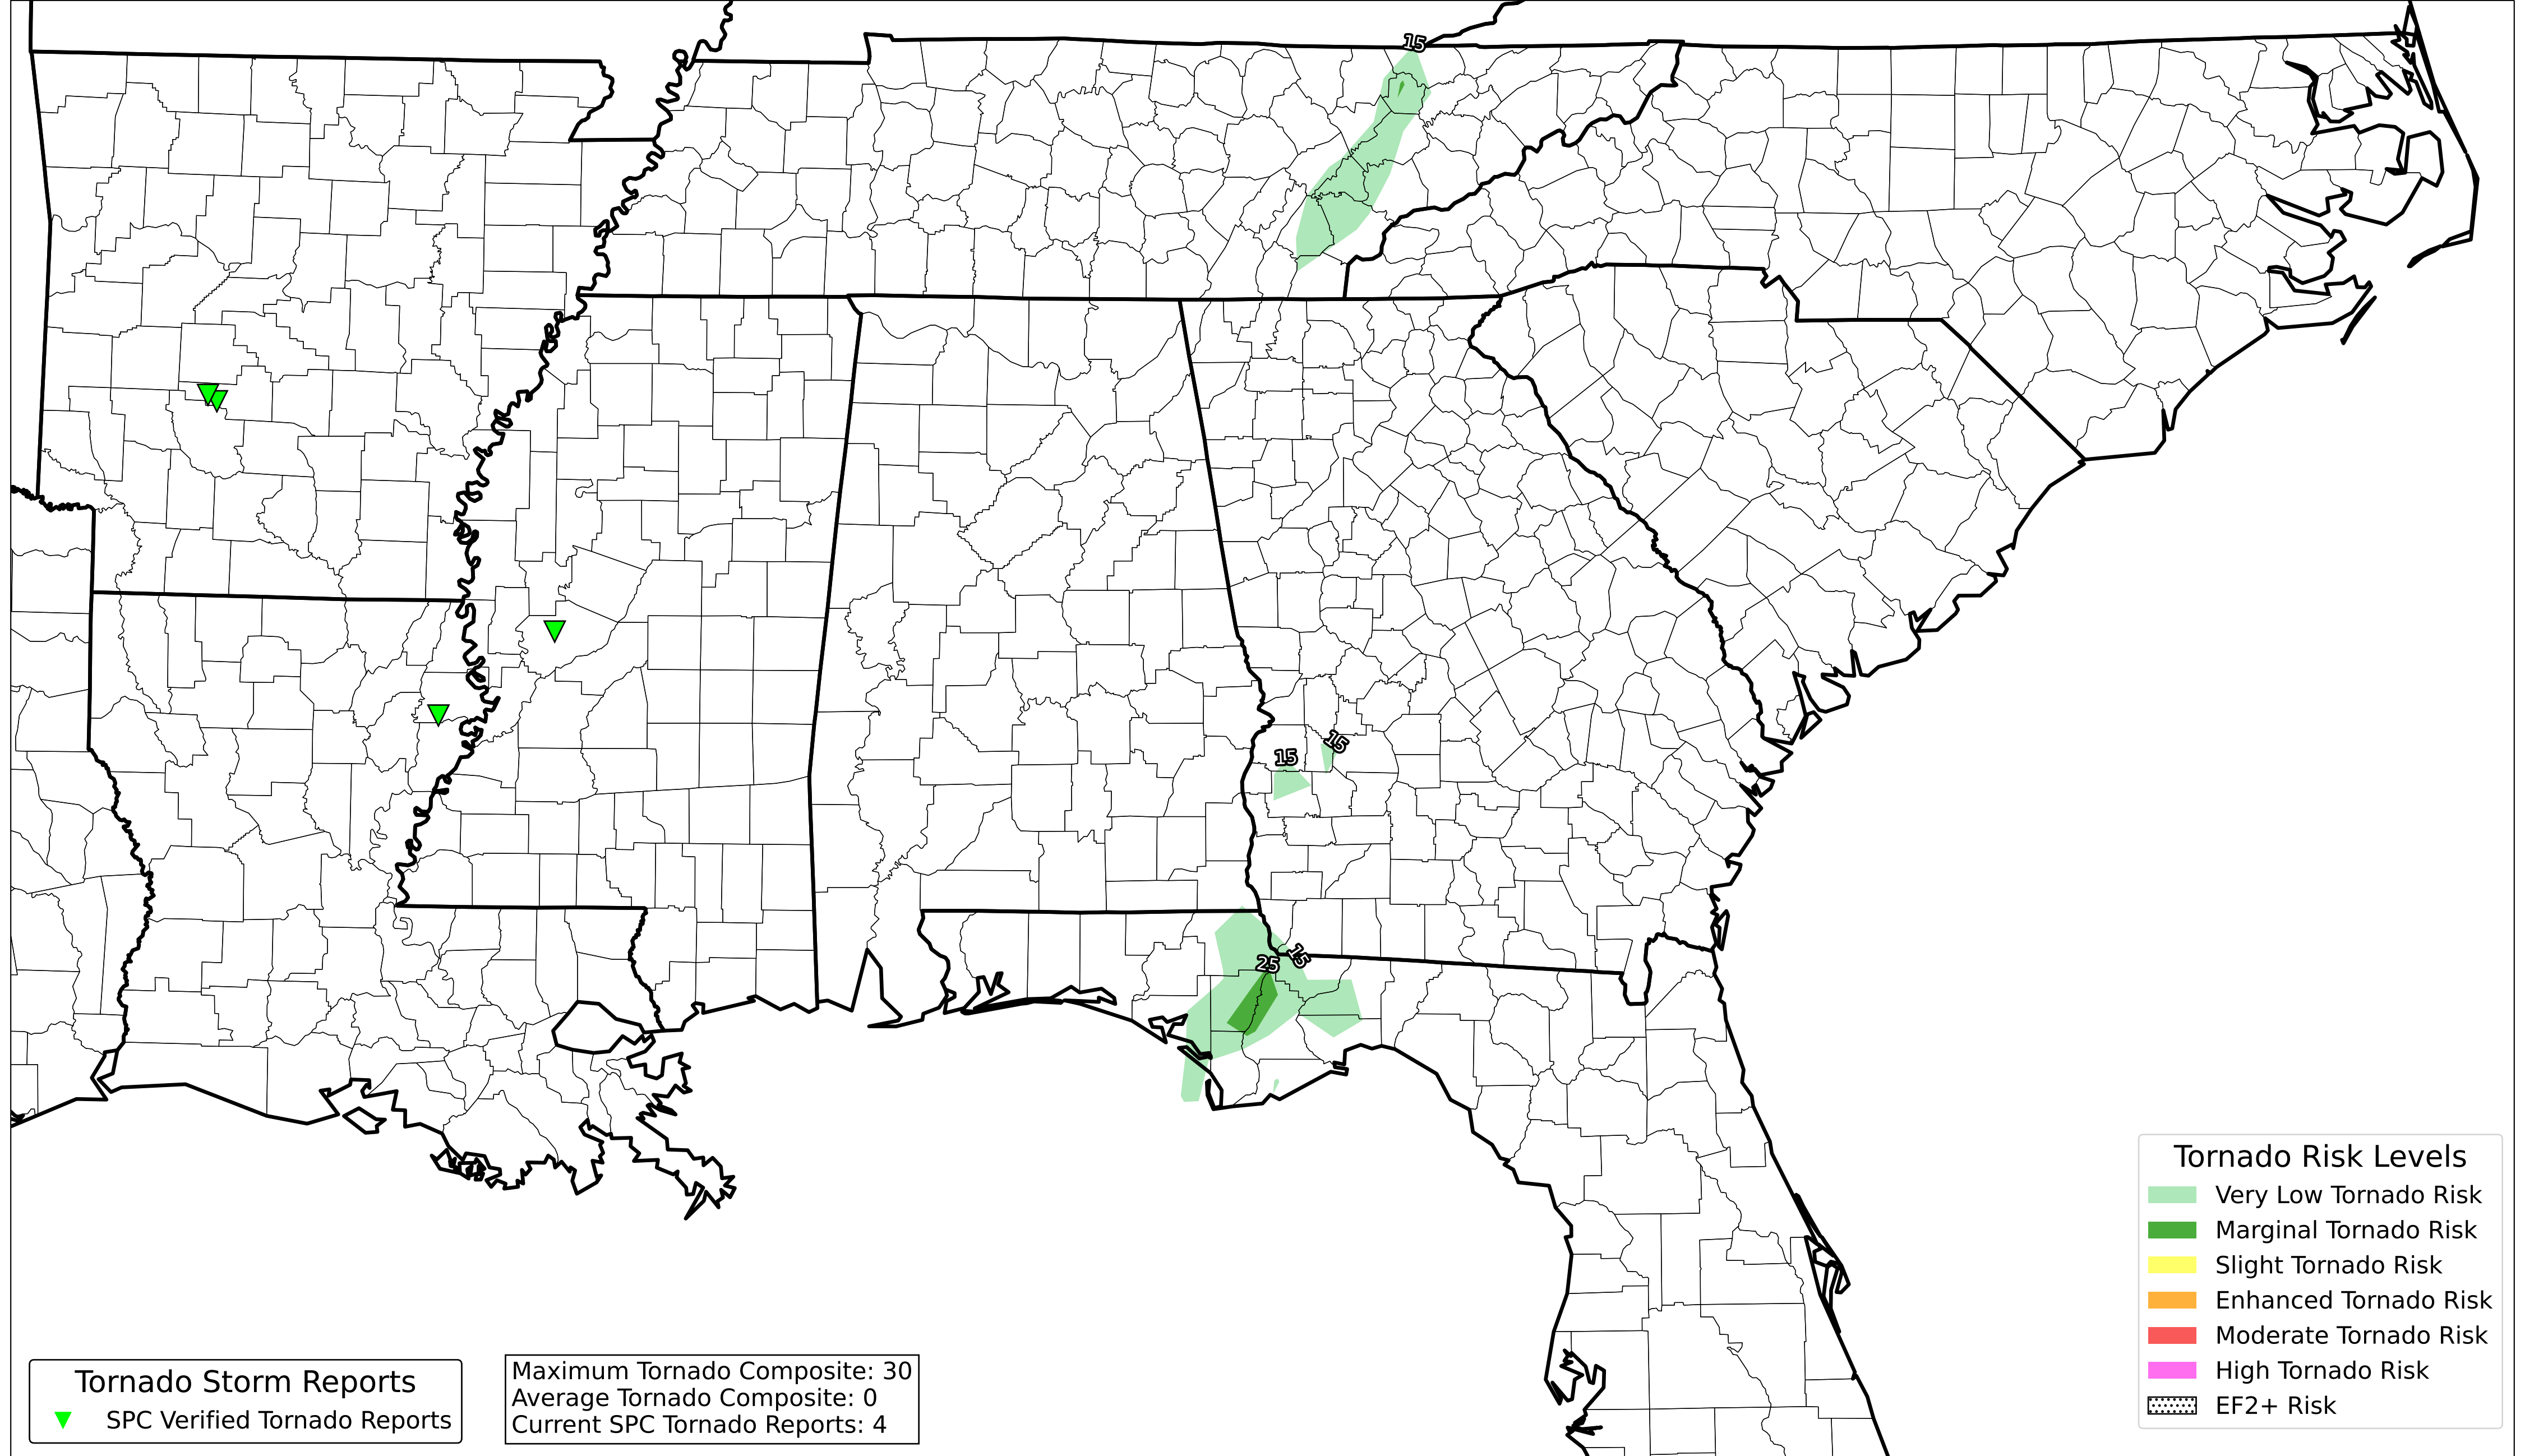 15
15
15
15
25
Tornado Risk Levels
Very Low Tornado Risk
Marginal Tornado Risk
Slight Tornado Risk
Enhanced Tornado Risk
Moderate Tornado Risk
High Tornado Risk
EF2+ Risk
Tornado Storm Reports
SPC Verified Tornado Reports
Maximum Tornado Composite: 30
Average Tornado Composite: 0
Current SPC Tornado Reports: 4